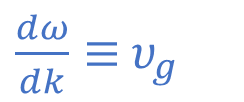 dω/dk ≡ v_g